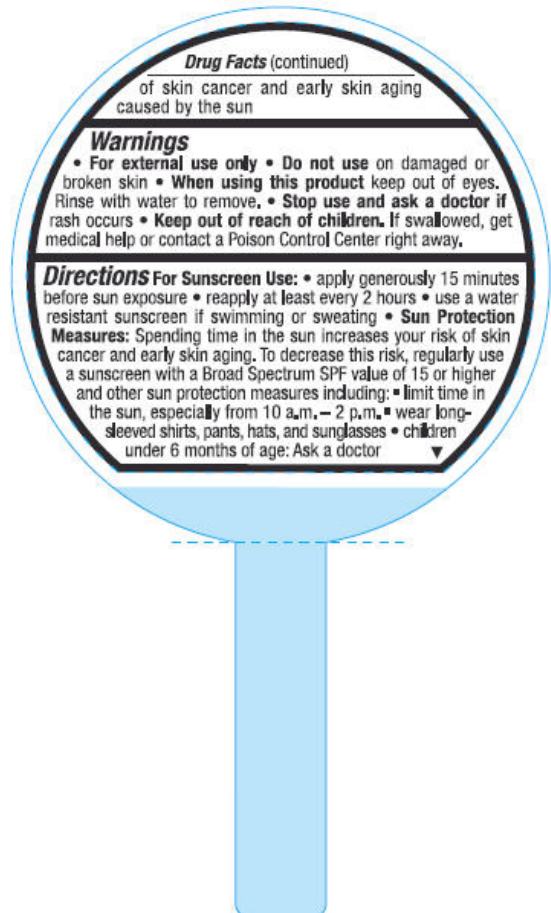 Drug Facts (continued)
of skin cancer and early skin aging
caused by the sun
Warnings
• For external use only • Do not use on damaged or
broken skin • When using this product keep out of eyes.
Rinse with water to remove. • Stop use and ask a doctor if
rash occurs • Keep out of reach of children. If swallowed, get
medical help or contact a Poison Control Center right away.
Directions For Sunscreen Use: • apply generously 15 minutes
before sun exposure • reapply at least every 2 hours • use a water
resistant sunscreen if swimming or sweating • Sun Protection
Measures: Spending time in the sun increases your risk of skin
cancer and early skin aging. To decrease this risk, regularly use
a sunscreen with a Broad Spectrum SPF value of 15 or higher
and other sun protection measures including: ▪ limit time in
the sun, especially from 10 a.m. – 2 p.m. ▪ wear long-
sleeved shirts, pants, hats, and sunglasses • children
under 6 months of age: Ask a doctor ▼